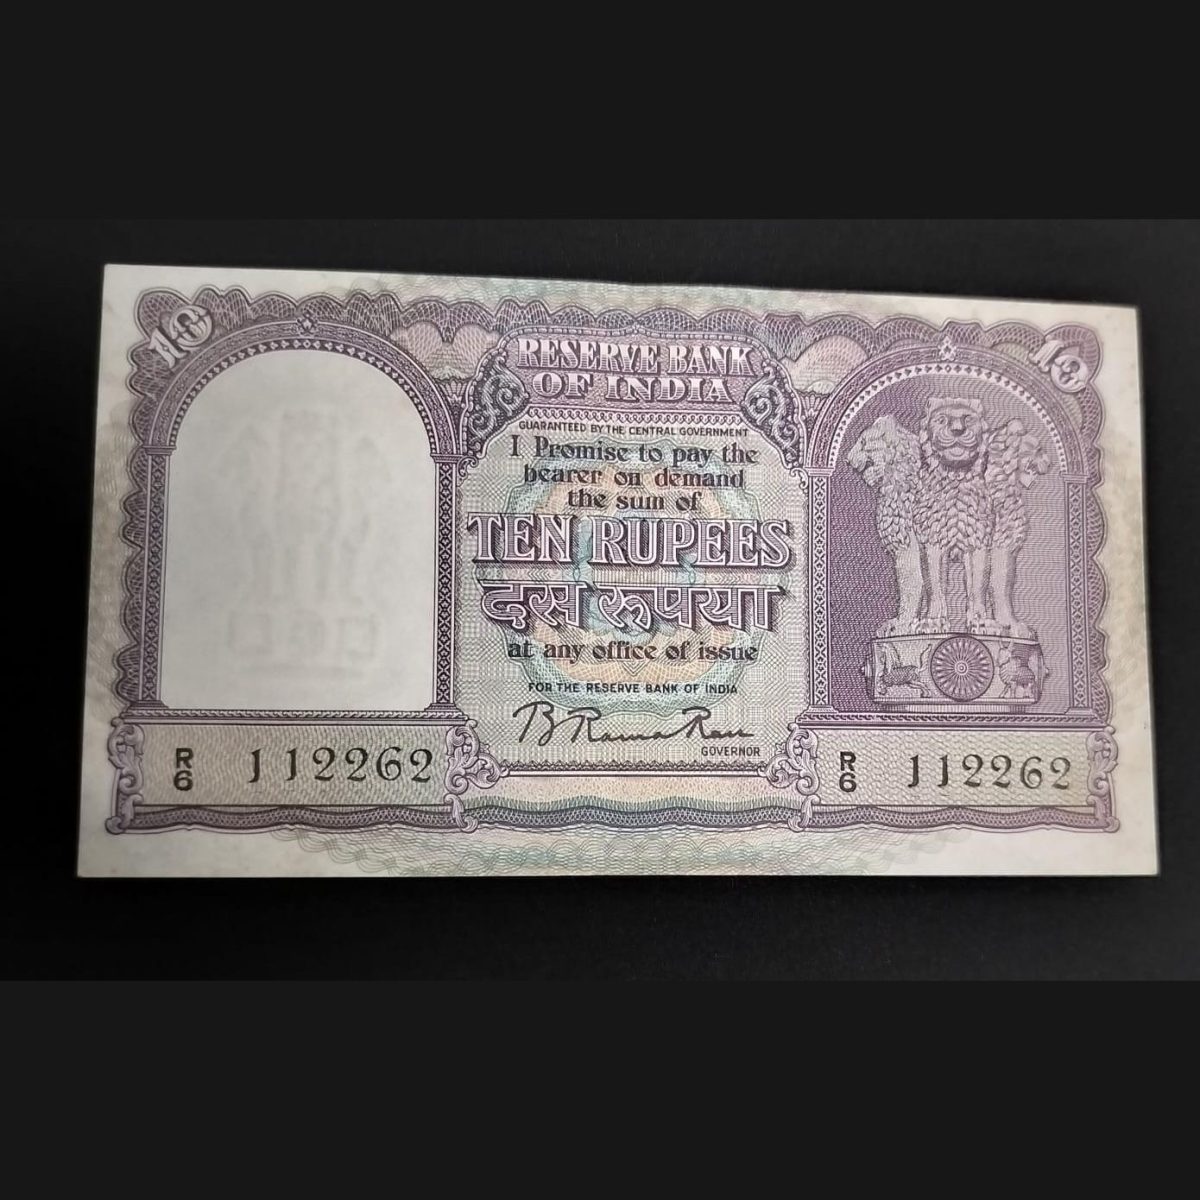 10
10
RESERVE BANK
OF INDIA
GUARANTEED BY THE CENTRAL GOVERNMENT
I Promise to pay the
bearer on demand
the sum of
TEN RUPEES
दस रूपया
at any office of issue
FOR THE RESERVE BANK OF INDIA
B Rama Rau
GOVERNOR
R/6 112262
R/6 112262